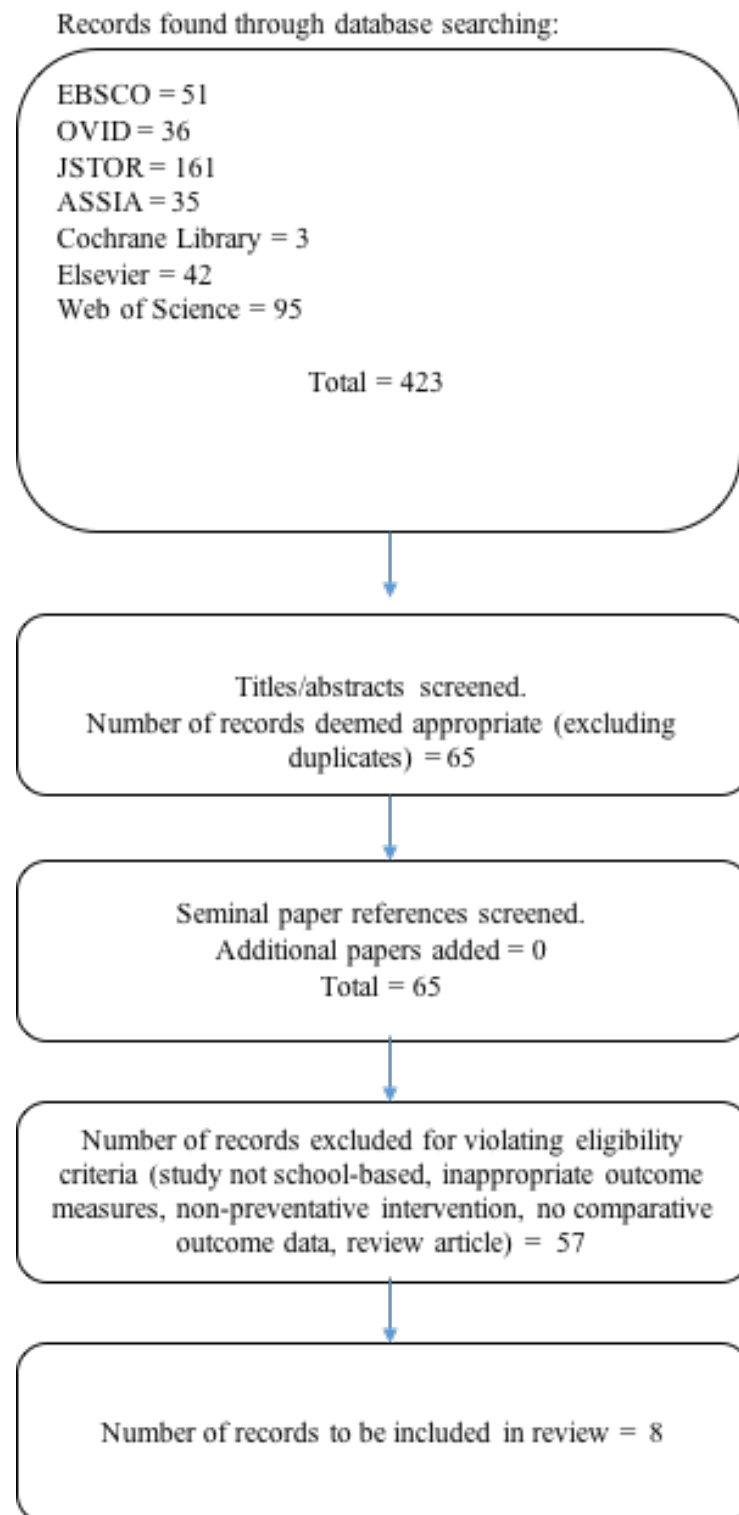 Records found through database searching:
EBSCO = 51
OVID = 36
JSTOR = 161
ASSIA = 35
Cochrane Library = 3
Elsevier = 42
Web of Science = 95
Total = 423
Titles/abstracts screened.
Number of records deemed appropriate (excluding
duplicates) = 65
Seminal paper references screened.
Additional papers added = 0
Total = 65
Number of records excluded for violating eligibility
criteria (study not school-based, inappropriate outcome
measures, non-preventative intervention, no comparative
outcome data, review article) = 57
Number of records to be included in review = 8